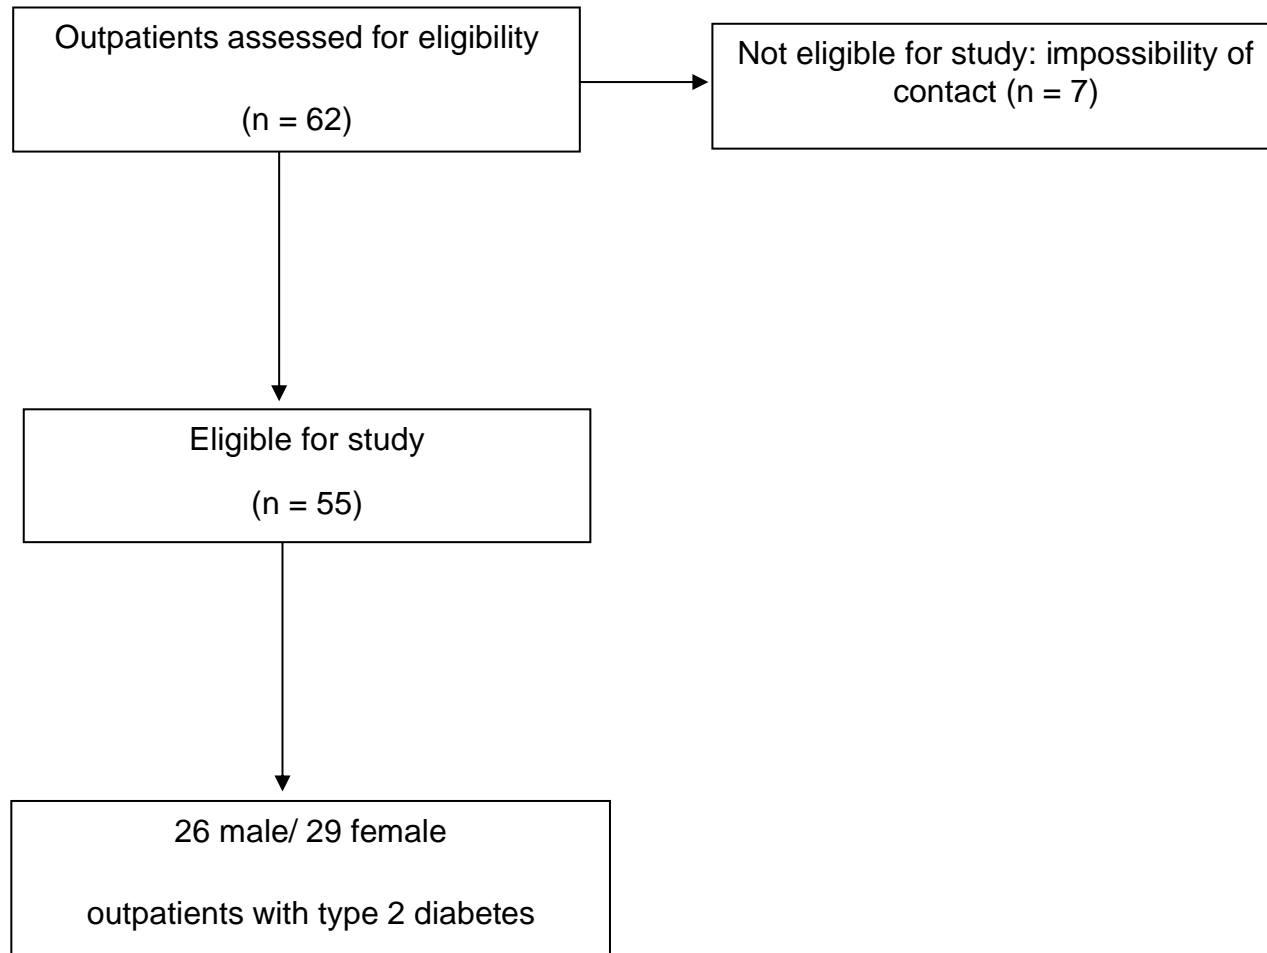 Outpatients assessed for eligibility
(n = 62)
Not eligible for study: impossibility of
contact (n = 7)
Eligible for study
(n = 55)
26 male/ 29 female
outpatients with type 2 diabetes